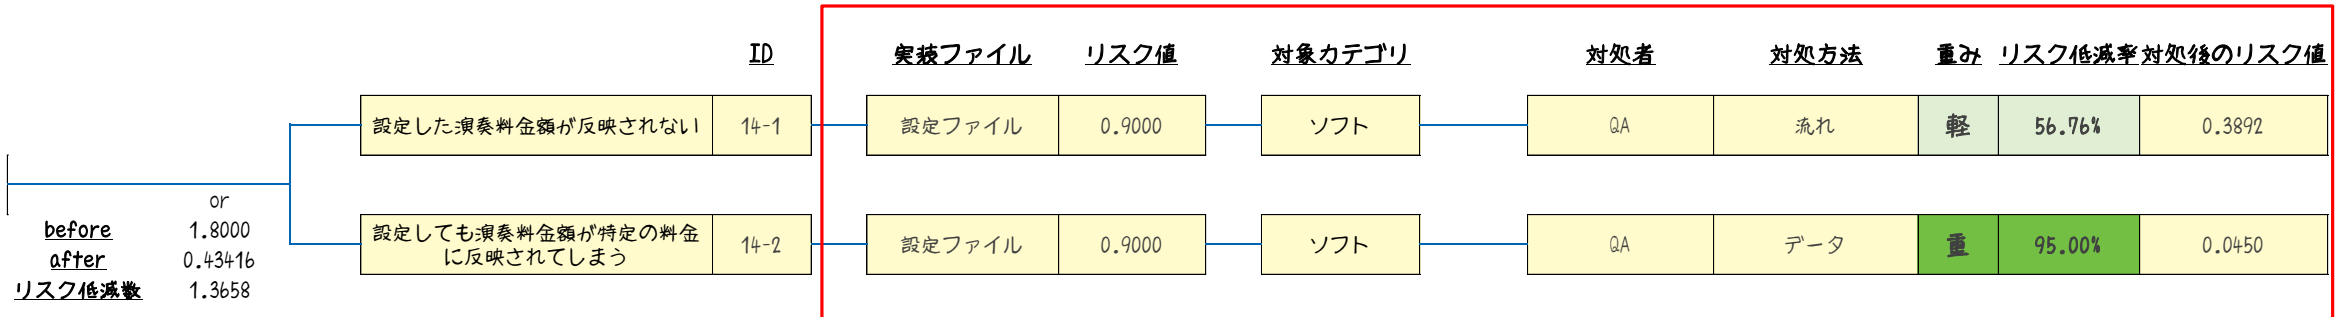 ID 実装ファイル リスク値 対象カテゴリ 対処者 対処方法 重み リスク低減率 対処後のリスク値
設定した演奏料金額が反映されない 14-1 設定ファイル 0.9000 ソフト QA 流れ 軽 56.76% 0.3892
or
before 1.8000
after 0.43416
リスク低減数 1.3658
設定しても演奏料金額が特定の料金
に反映されてしまう 14-2 設定ファイル 0.9000 ソフト QA データ 重 95.00% 0.0450